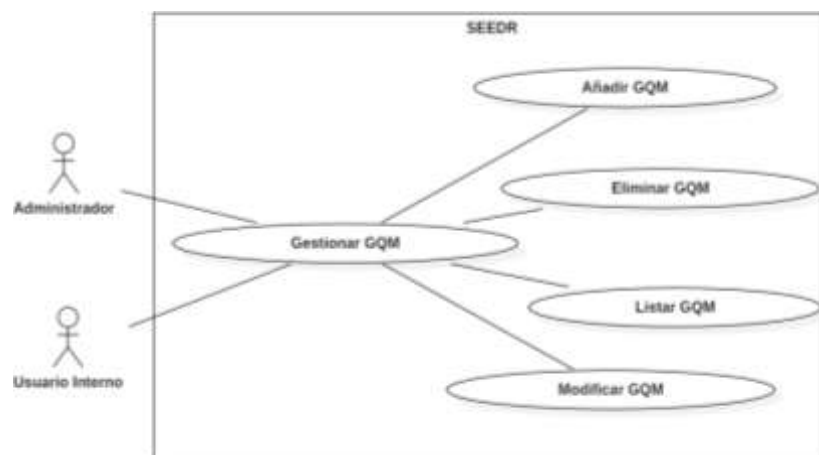 SEEDR
Añadir GQM
Eliminar GQM
Administrador
Gestionar GQM
Listar GQM
Usuario Interno
Modificar GQM